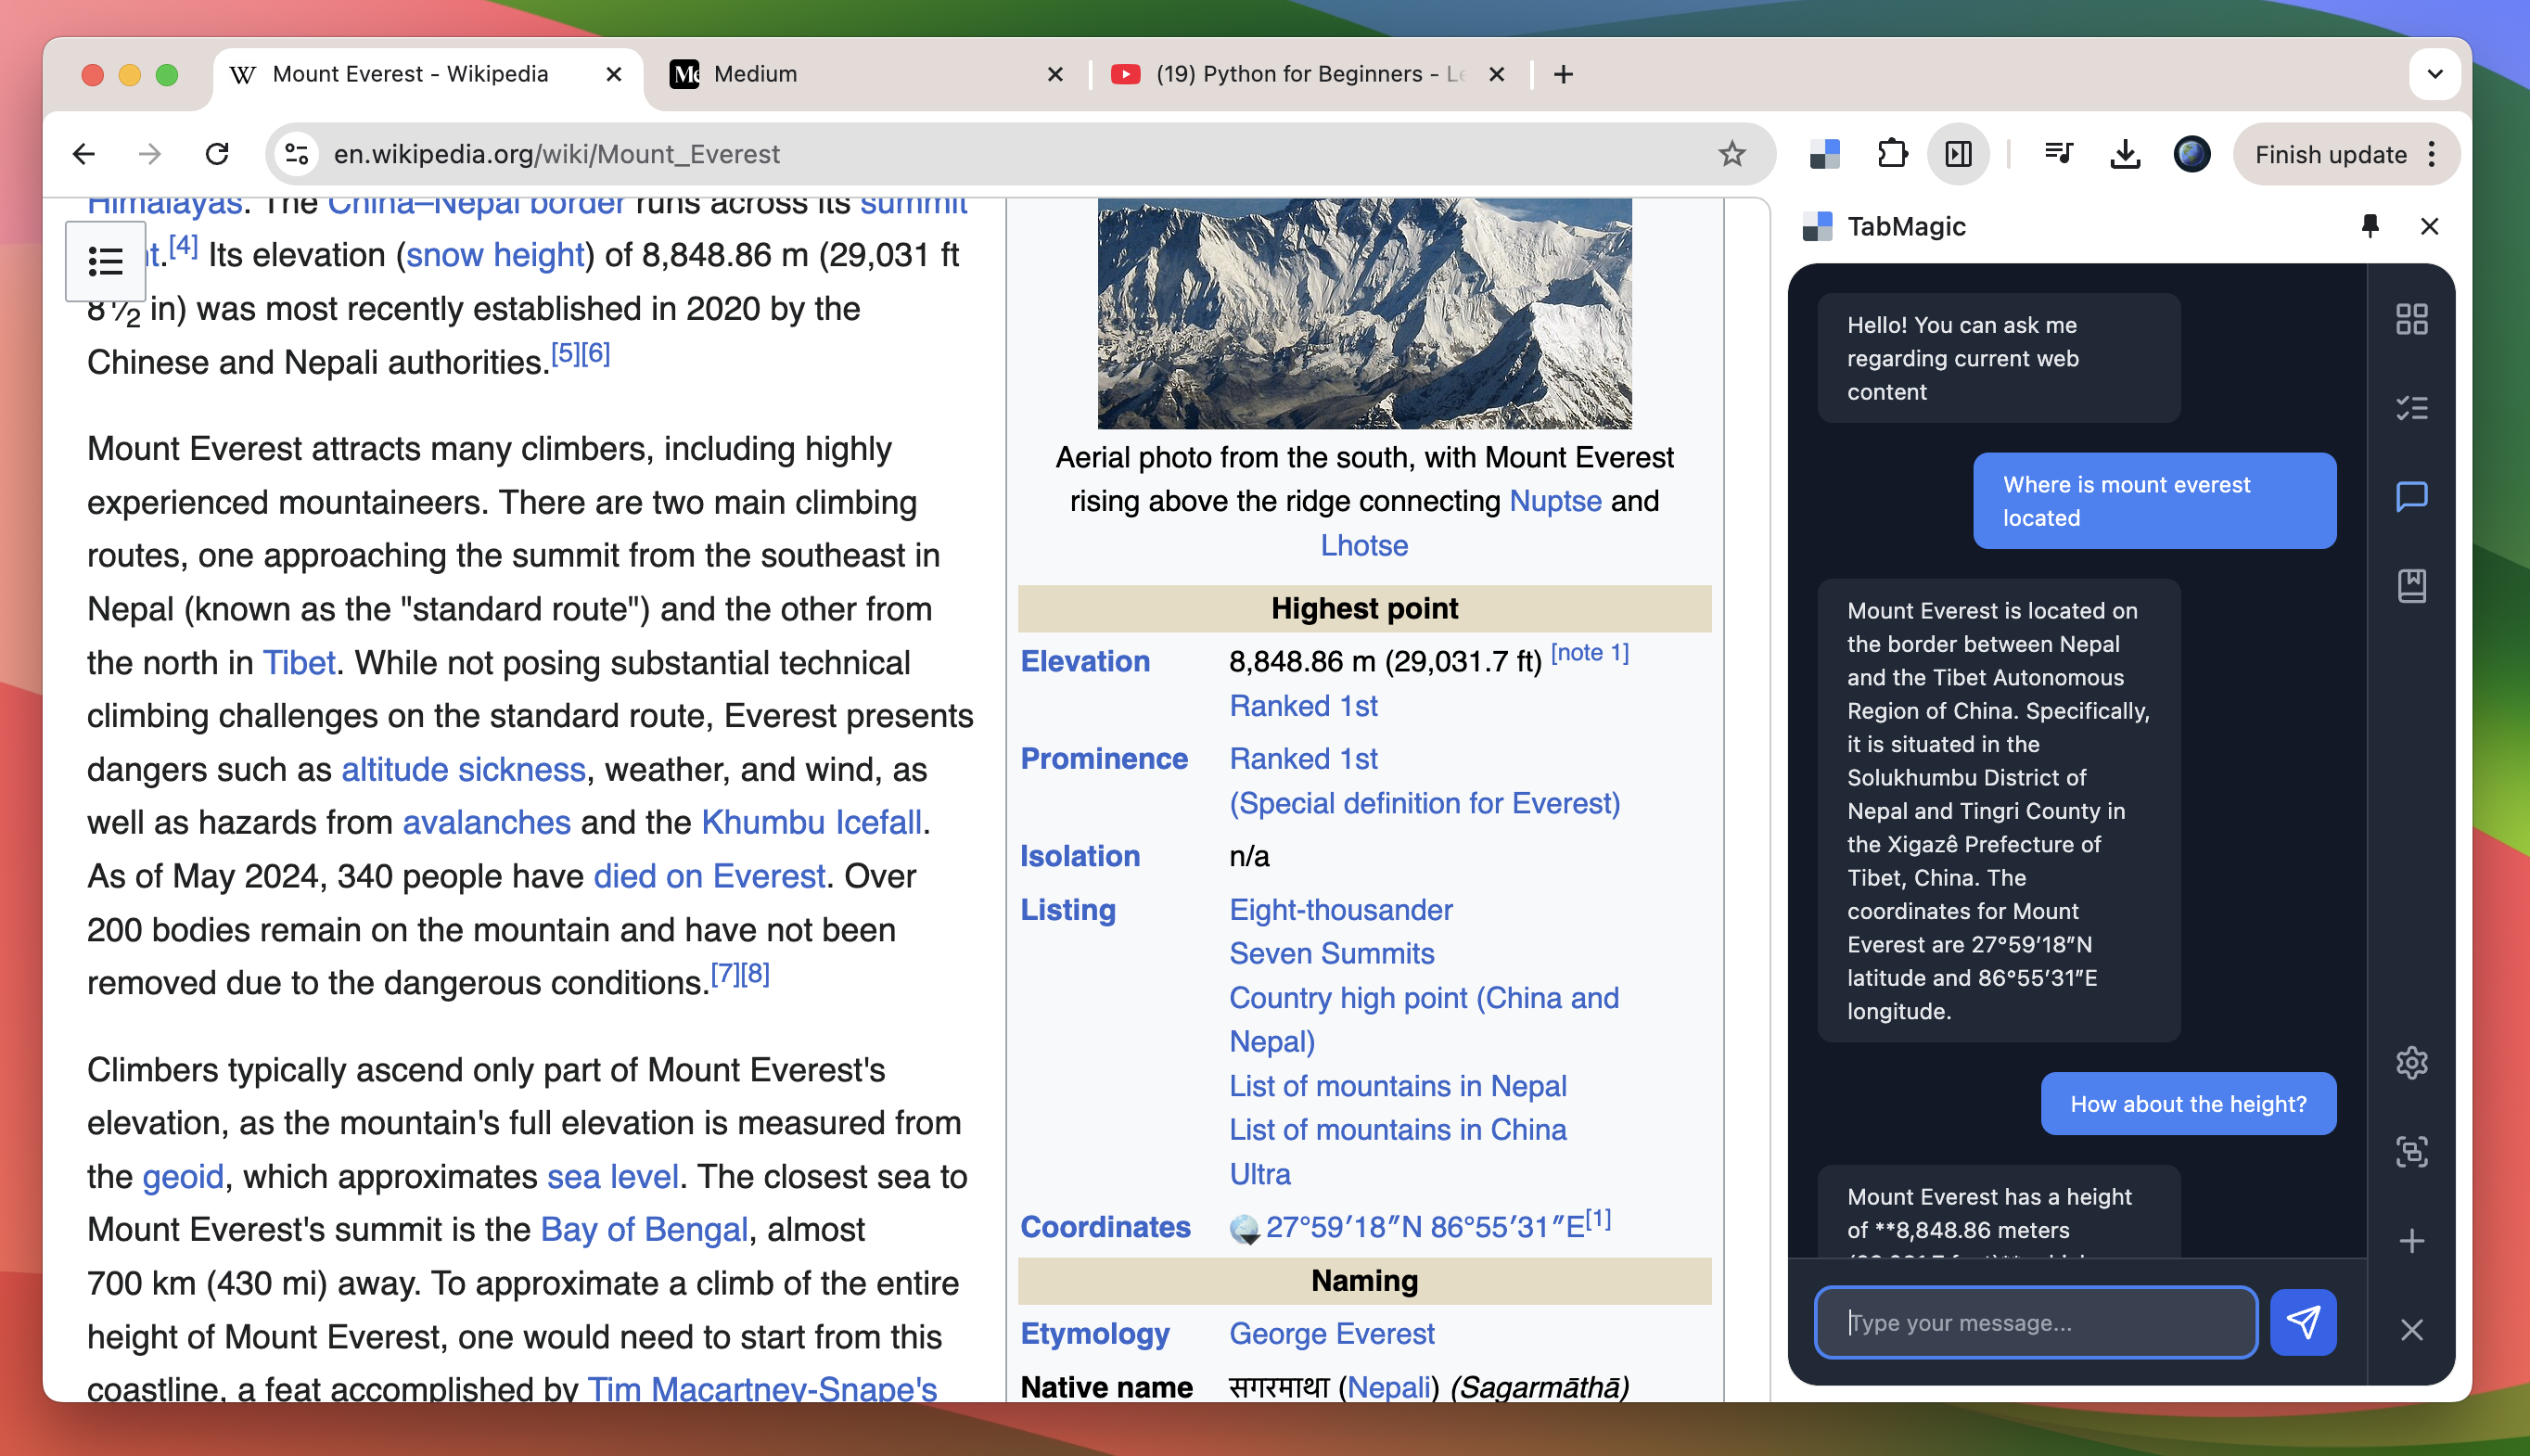 Mount Everest - Wikipedia
Medium
(19) Python for Beginners - Le
en.wikipedia.org/wiki/Mount_Everest
Finish update
Himalayas. The China–Nepal border runs across its summit
t.[4] Its elevation (snow height) of 8,848.86 m (29,031 ft
8 1⁄2 in) was most recently established in 2020 by the
Chinese and Nepali authorities.[5][6]
Mount Everest attracts many climbers, including highly
experienced mountaineers. There are two main climbing
routes, one approaching the summit from the southeast in
Nepal (known as the "standard route") and the other from
the north in Tibet. While not posing substantial technical
climbing challenges on the standard route, Everest presents
dangers such as altitude sickness, weather, and wind, as
well as hazards from avalanches and the Khumbu Icefall.
As of May 2024, 340 people have died on Everest. Over
200 bodies remain on the mountain and have not been
removed due to the dangerous conditions.[7][8]
Climbers typically ascend only part of Mount Everest's
elevation, as the mountain's full elevation is measured from
the geoid, which approximates sea level. The closest sea to
Mount Everest's summit is the Bay of Bengal, almost
700 km (430 mi) away. To approximate a climb of the entire
height of Mount Everest, one would need to start from this
coastline, a feat accomplished by Tim Macartney-Snape's
Aerial photo from the south, with Mount Everest
rising above the ridge connecting Nuptse and
Lhotse
Highest point
Elevation 8,848.86 m (29,031.7 ft) [note 1]
Ranked 1st
Prominence Ranked 1st
(Special definition for Everest)
Isolation n/a
Listing Eight-thousander
Seven Summits
Country high point (China and
Nepal)
List of mountains in Nepal
List of mountains in China
Ultra
Coordinates 27°59′18″N 86°55′31″E[1]
Naming
Etymology George Everest
Native name सगरमाथा (Nepali) (Sagarmāthā)
TabMagic
Hello! You can ask me
regarding current web
content
Where is mount everest
located
Mount Everest is located on
the border between Nepal
and the Tibet Autonomous
Region of China. Specifically,
it is situated in the
Solukhumbu District of
Nepal and Tingri County in
the Xigazê Prefecture of
Tibet, China. The
coordinates for Mount
Everest are 27°59′18″N
latitude and 86°55′31″E
longitude.
How about the height?
Mount Everest has a height
of **8,848.86 meters
Type your message...